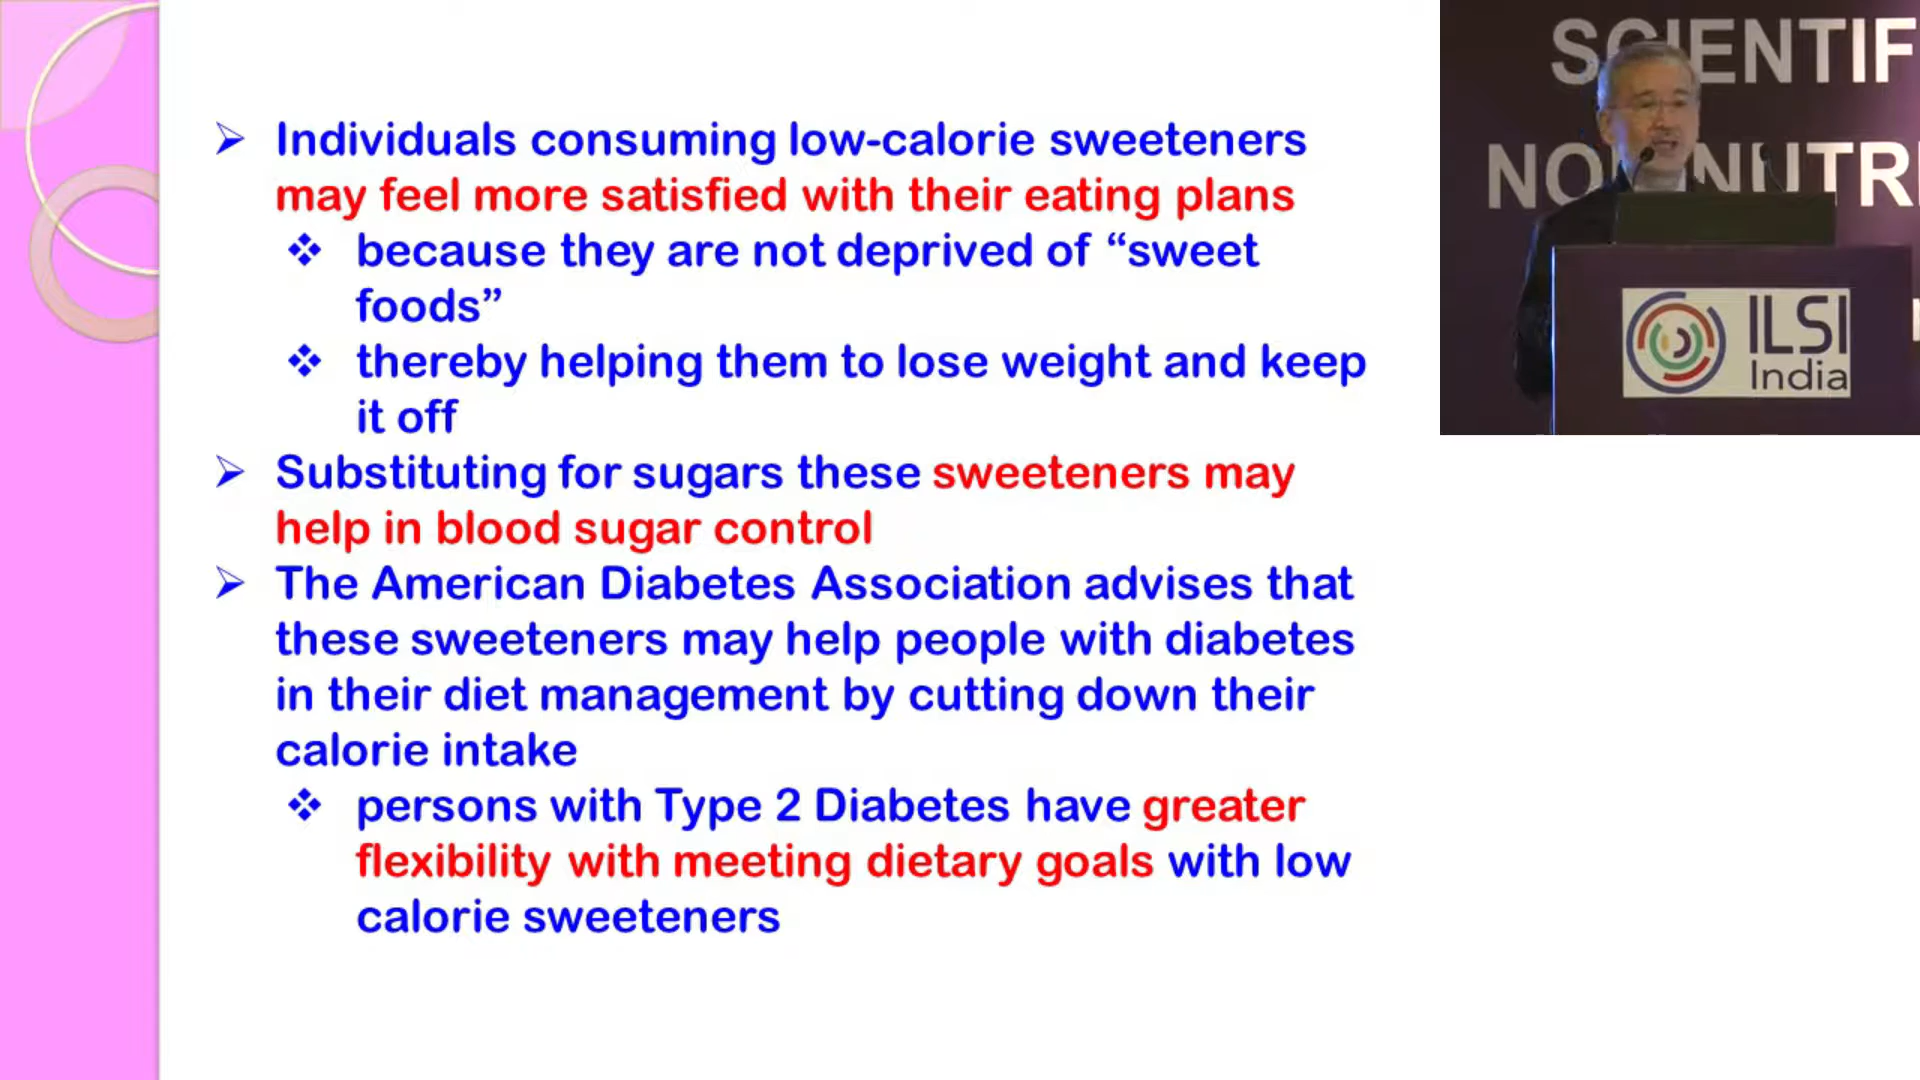 Individuals consuming low-calorie sweeteners
may feel more satisfied with their eating plans
because they are not deprived of “sweet
foods”
thereby helping them to lose weight and keep
it off
Substituting for sugars these sweeteners may
help in blood sugar control
The American Diabetes Association advises that
these sweeteners may help people with diabetes
in their diet management by cutting down their
calorie intake
persons with Type 2 Diabetes have greater
flexibility with meeting dietary goals with low
calorie sweeteners
SCIENTIF
NUTRI
ILSI
India